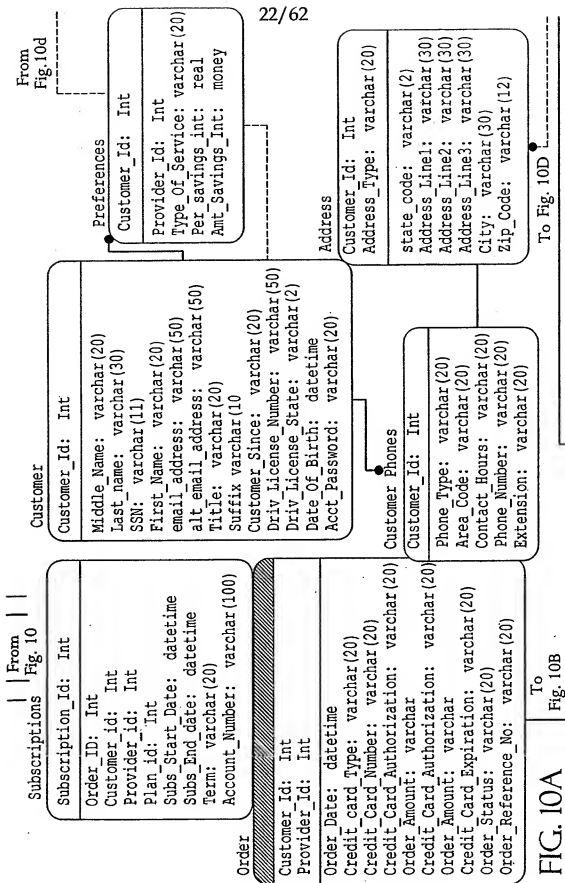 22/62
From
Fig. 10
Subscriptions
Subscription_Id: Int
Order_ID: Int
Customer_id: Int
Provider_id: Int
Plan_id: Int
Subs_Start_Date: datetime
Subs_End_date: datetime
Term: varchar(20)
Account_Number: varchar(100)
Customer
Customer_Id: Int
Middle_Name: varchar(20)
Last_name: varchar(30)
SSN: varchar(11)
First_Name: varchar(20)
email_address: varchar(50)
alt_email_address: varchar(50)
Title: varchar(20)
Suffix varchar(10
Customer_Since: varchar(20)
Driv_License_Number: varchar(50)
Driv_License_State: varchar(2)
Date_Of_Birth: datetime
Acct_Password: varchar(20)
From
Fig.10d
Preferences
Customer_Id: Int
Provider_Id: Int
Type_Of_Service: varchar(20)
Per_savings_int: real
Amt_Savings_Int: money
Order
Customer_Id: Int
Provider_Id: Int
Order_Date: datetime
Credit_card_Type: varchar(20)
Credit_Card_Number: varchar(20)
Credit_Card_Authorization: varchar(20)
Order_Amount: varchar
Credit_Card_Authorization: varchar(20)
Order_Amount: varchar
Credit_Card_Expiration: varchar(20)
Order_Status: varchar(20)
Order_Reference_No: varchar(20)
Customer_Phones
Customer_Id: Int
Phone_Type: varchar(20)
Area_Code: varchar(20)
Contact_Hours: varchar(20)
Phone_Number: varchar(20)
Extension: varchar(20)
Address
Customer_Id: Int
Address_Type: varchar(20)
state_code: varchar(2)
Address_Line1: varchar(30)
Address_Line2: varchar(30)
Address_Line3: varchar(30)
City: varchar(30)
Zip_Code: varchar(12)
To Fig. 10D
To
Fig. 10B
FIG. 10A